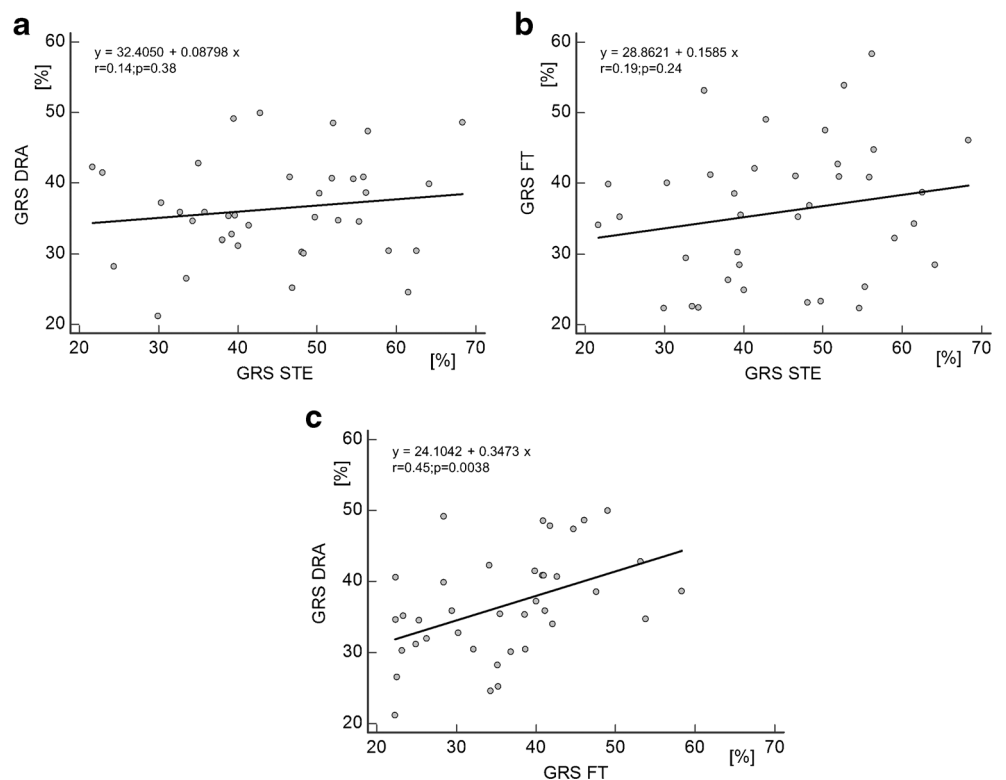 a
y = 32.4050 + 0.08798 x
r=0.14;p=0.38
60
50
40
30
20
[%]
GRS DRA
20 30 40 50 60 70
[%]
GRS STE
b
y = 28.8621 + 0.1585 x
r=0.19;p=0.24
60
50
40
30
20
[%]
GRS FT
20 30 40 50 60 70
[%]
GRS STE
c
y = 24.1042 + 0.3473 x
r=0.45;p=0.0038
60
50
40
30
20
[%]
GRS DRA
20 30 40 50 60 70
[%]
GRS FT